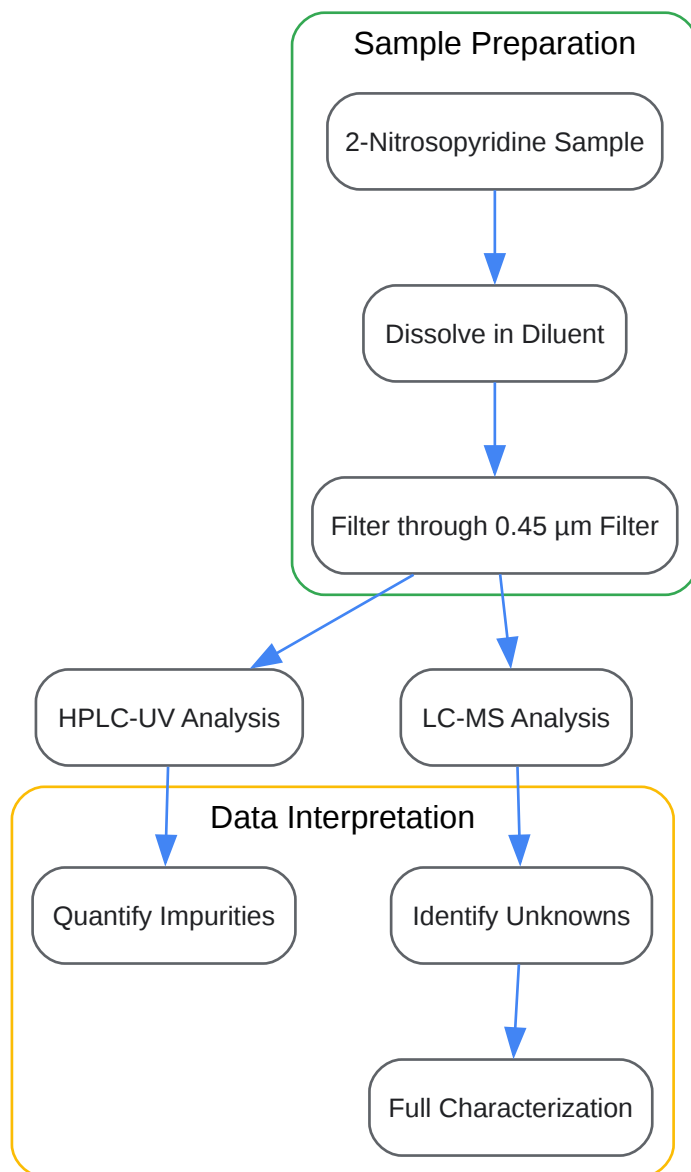 Sample Preparation
2-Nitrosopyridine Sample
Dissolve in Diluent
Filter through 0.45 µm Filter
HPLC-UV Analysis
LC-MS Analysis
Data Interpretation
Quantify Impurities
Identify Unknowns
Full Characterization